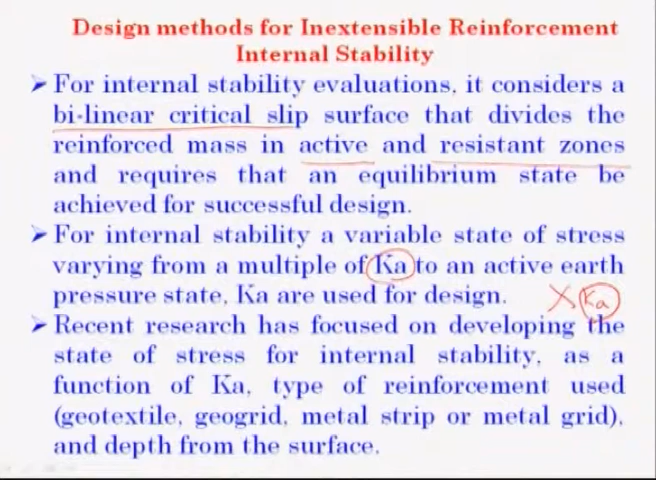 Design methods for Inextensible Reinforcement
Internal Stability
➤ For internal stability evaluations, it considers a
bi-linear critical slip surface that divides the
reinforced mass in active and resistant zones
and requires that an equilibrium state be
achieved for successful design.
➤ For internal stability a variable state of stress
varying from a multiple of Ka to an active earth
pressure state, Ka are used for design.
X Ka
➤ Recent research has focused on developing the
state of stress for internal stability, as a
function of Ka, type of reinforcement used
(geotextile, geogrid, metal strip or metal grid),
and depth from the surface.